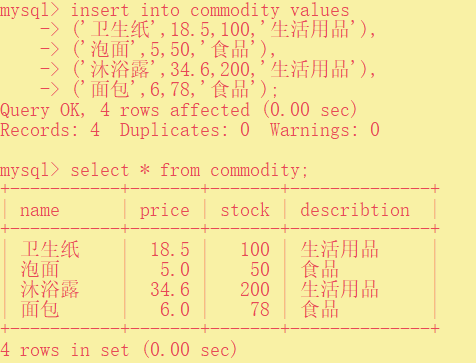 mysql> insert into commodity values
    -> ('卫生纸',18.5,100,'生活用品'),
    -> ('泡面',5,50,'食品'),
    -> ('沐浴露',34.6,200,'生活用品'),
    -> ('面包',6,78,'食品');
Query OK, 4 rows affected (0.00 sec)
Records: 4  Duplicates: 0  Warnings: 0

mysql> select * from commodity;
+-----------+-------+-------+--------------+
| name      | price | stock | describtion  |
+-----------+-------+-------+--------------+
| 卫生纸    |  18.5 |   100 | 生活用品     |
| 泡面      |   5.0 |    50 | 食品         |
| 沐浴露    |  34.6 |   200 | 生活用品     |
| 面包      |   6.0 |    78 | 食品         |
+-----------+-------+-------+--------------+
4 rows in set (0.00 sec)